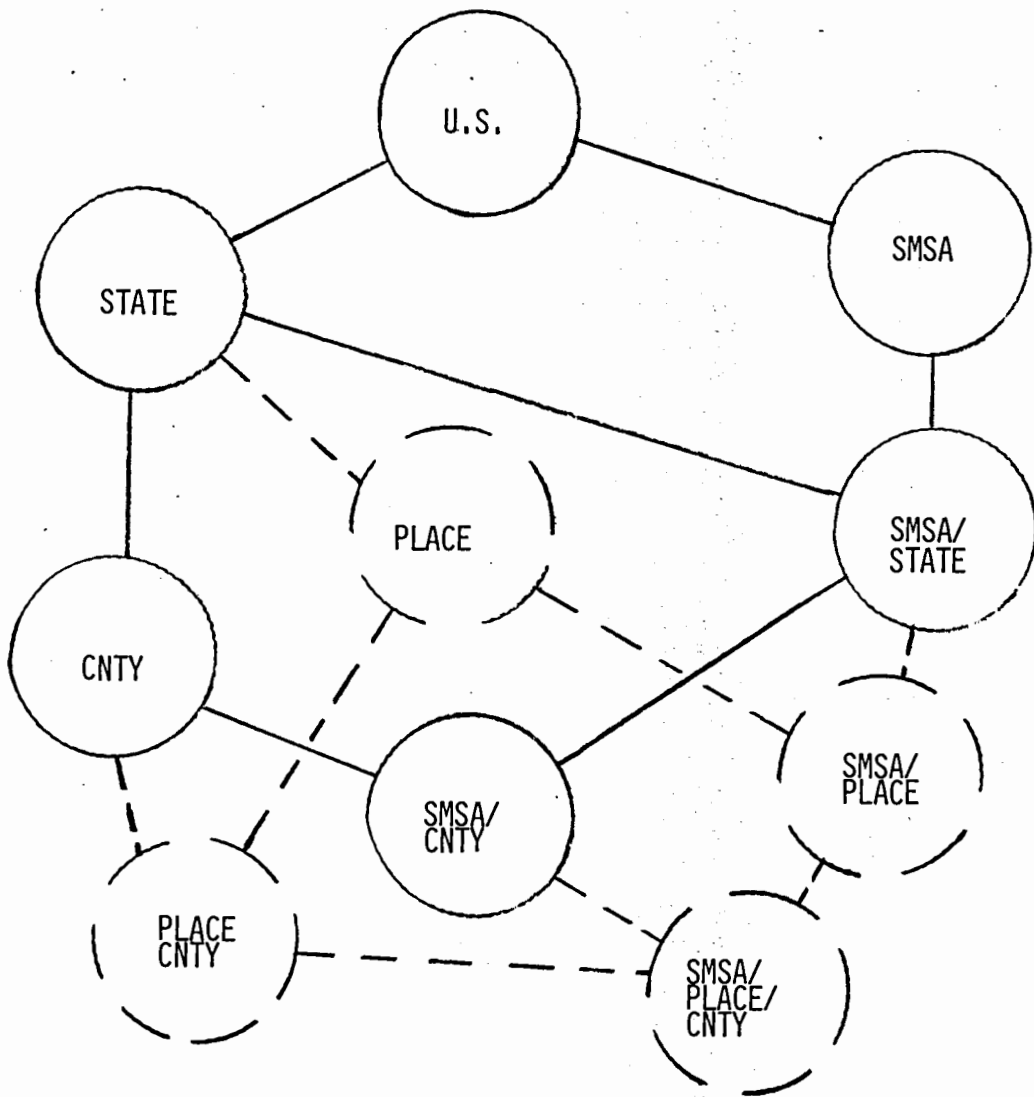 U.S.
SMSA
STATE
PLACE
SMSA/
STATE
CNTY
SMSA/
PLACE
SMSA/
CNTY
PLACE
CNTY
SMSA/
PLACE/
CNTY